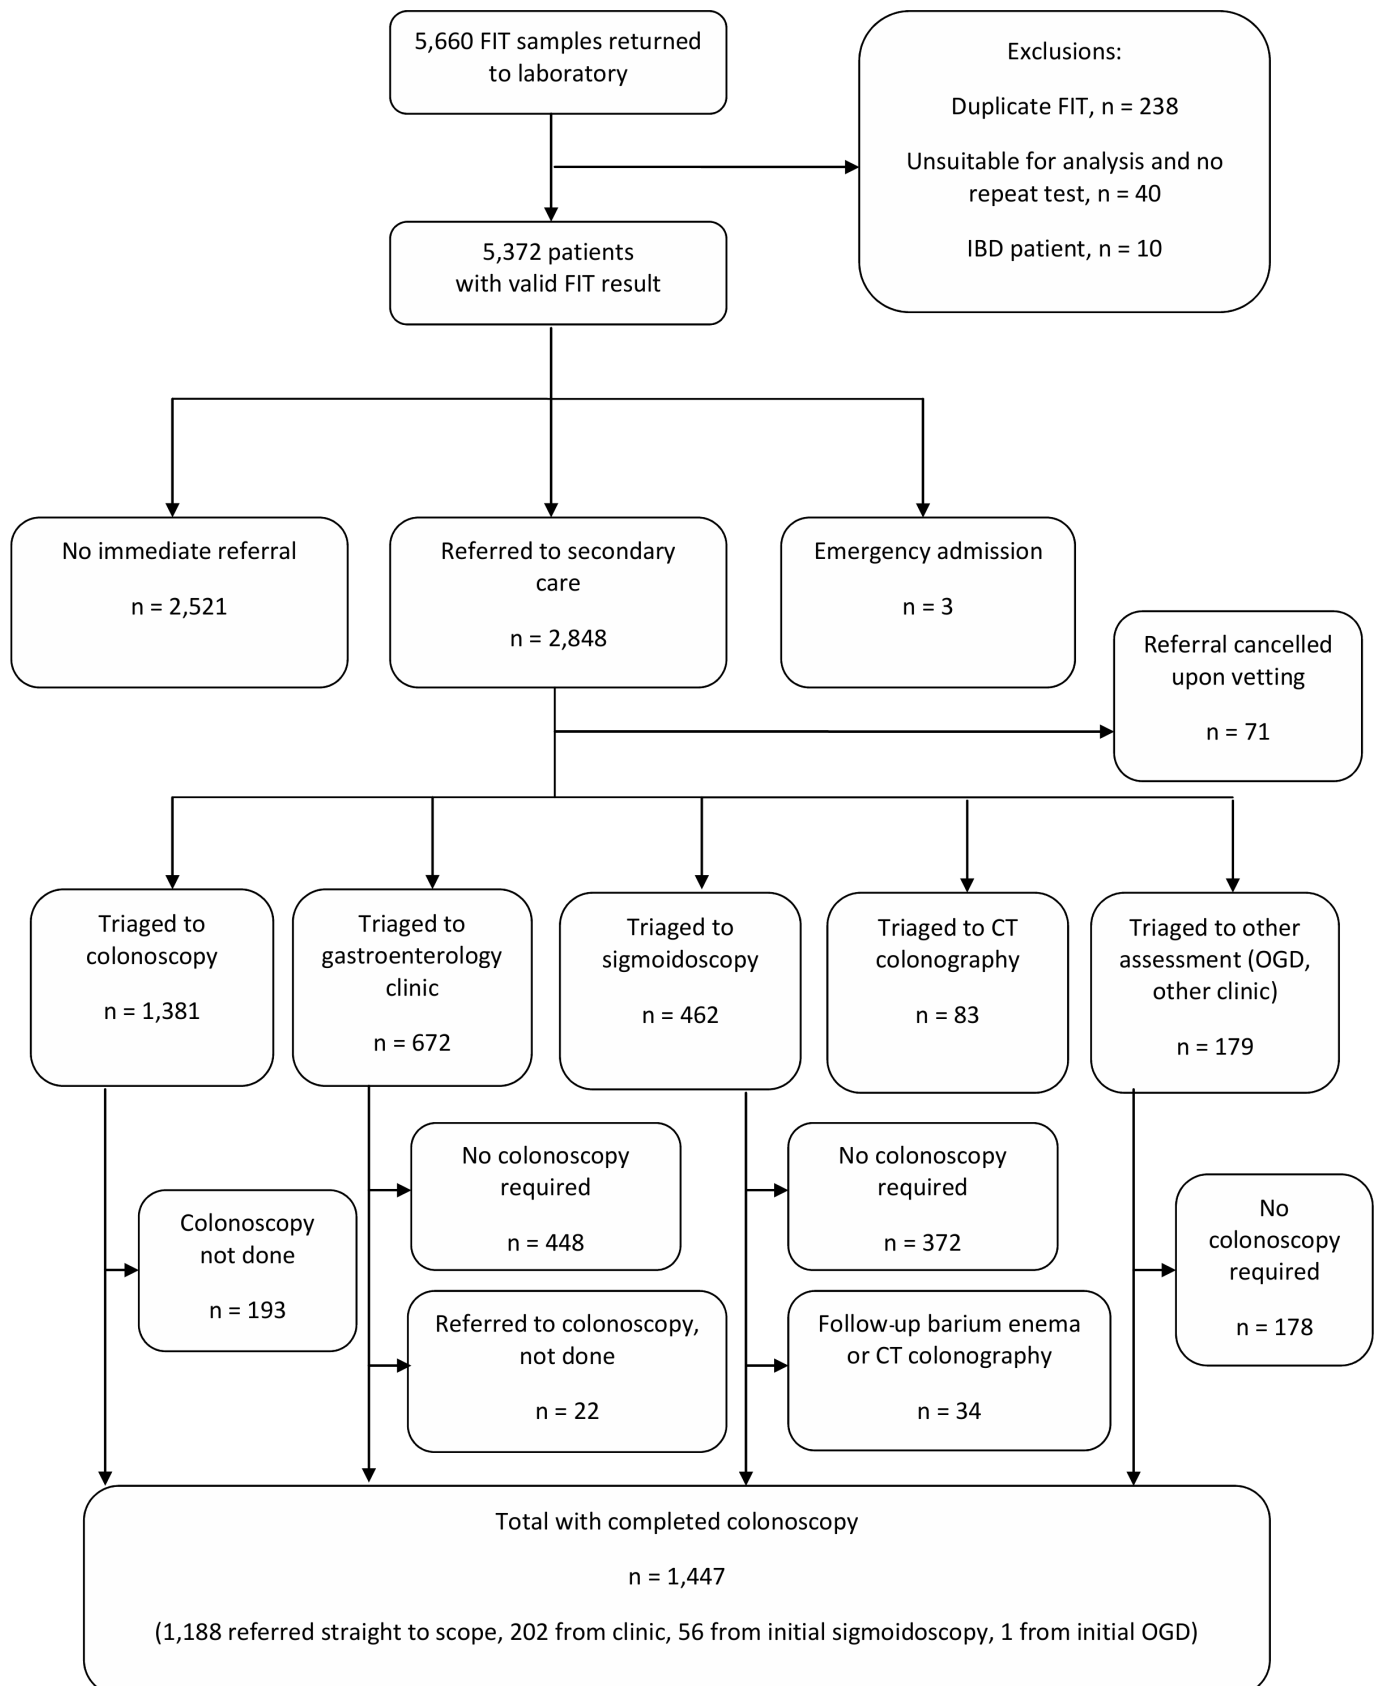 5,660 FIT samples returned
to laboratory
Exclusions:
Duplicate FIT, n = 238
Unsuitable for analysis and no
repeat test, n = 40
IBD patient, n = 10
5,372 patients
with valid FIT result
No immediate referral
n = 2,521
Referred to secondary
care
n = 2,848
Emergency admission
n = 3
Referral cancelled
upon vetting
n = 71
Triaged to
colonoscopy
n = 1,381
Triaged to
gastroenterology
clinic
n = 672
Triaged to
sigmoidoscopy
n = 462
Triaged to CT
colonography
n = 83
Triaged to other
assessment (OGD,
other clinic)
n = 179
Colonoscopy
not done
n = 193
No colonoscopy
required
n = 448
Referred to colonoscopy,
not done
n = 22
No colonoscopy
required
n = 372
Follow-up barium enema
or CT colonography
n = 34
No
colonoscopy
required
n = 178
Total with completed colonoscopy
n = 1,447
(1,188 referred straight to scope, 202 from clinic, 56 from initial sigmoidoscopy, 1 from initial OGD)